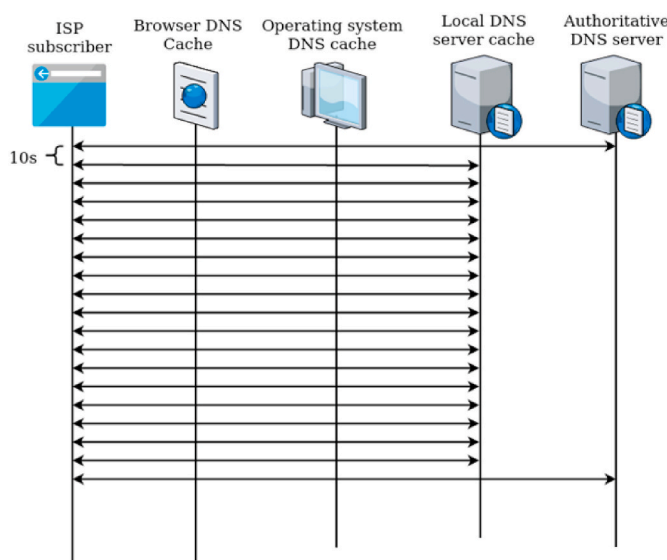 ISP
subscriber
Browser DNS
Cache
Operating system
DNS cache
Local DNS
server cache
Authoritative
DNS server
10s